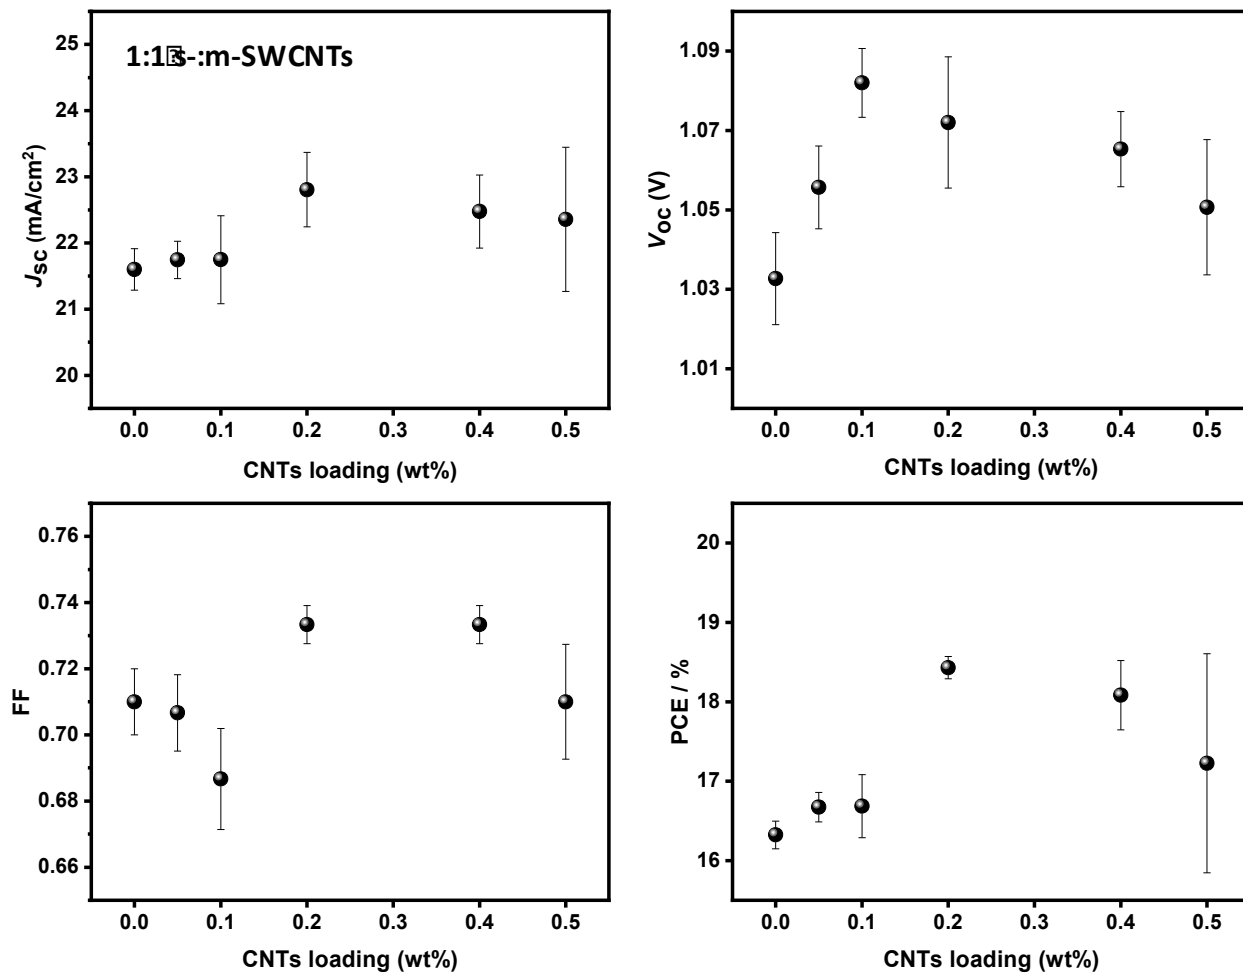 1:1 s-:m-SWCNTs
25
24
23
22
21
20
Jsc (mA/cm²)
0.0 0.1 0.2 0.3 0.4 0.5
CNTs loading (wt%)
1.09
1.07
1.05
1.03
1.01
Voc (V)
0.0 0.1 0.2 0.3 0.4 0.5
CNTs loading (wt%)
0.76
0.74
0.72
0.70
0.68
0.66
FF
0.0 0.1 0.2 0.3 0.4 0.5
CNTs loading (wt%)
20
19
18
17
16
PCE / %
0.0 0.1 0.2 0.3 0.4 0.5
CNTs loading (wt%)